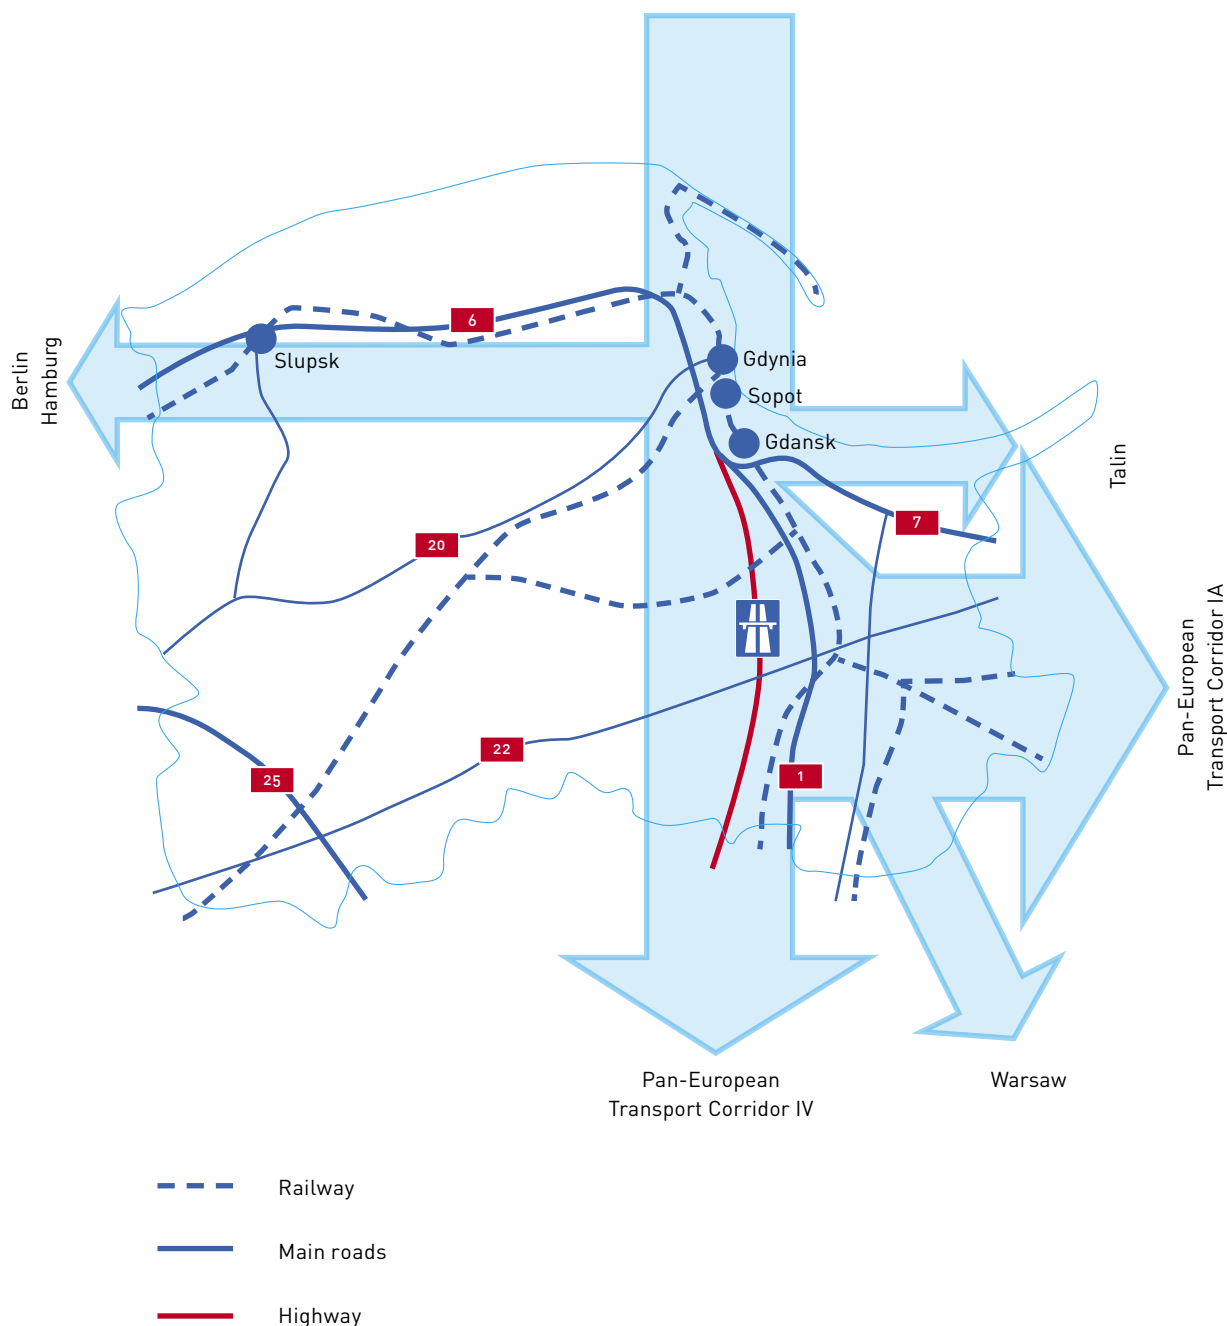 6
Slupsk
Berlin
Hamburg
Gdynia
Sopot
Gdansk
Talin
7
20
Pan-European
Transport Corridor IA
22
25
1
Pan-European
Transport Corridor IV
Warsaw
Railway
Main roads
Highway